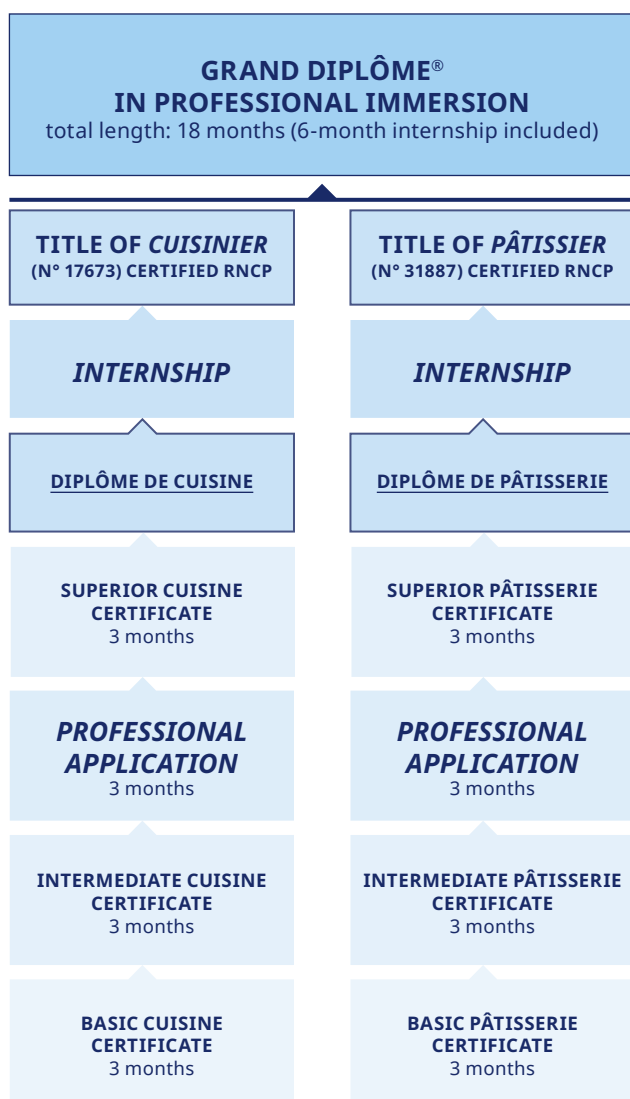 GRAND DIPLÔME®
IN PROFESSIONAL IMMERSION
total length: 18 months (6-month internship included)
TITLE OF CUISINIER
(N° 17673) CERTIFIED RNCP
INTERNSHIP
DIPLÔME DE CUISINE
SUPERIOR CUISINE
CERTIFICATE
3 months
PROFESSIONAL
APPLICATION
3 months
INTERMEDIATE CUISINE
CERTIFICATE
3 months
BASIC CUISINE
CERTIFICATE
3 months
TITLE OF PÂTISSIER
(N° 31887) CERTIFIED RNCP
INTERNSHIP
DIPLÔME DE PÂTISSERIE
SUPERIOR PÂTISSERIE
CERTIFICATE
3 months
PROFESSIONAL
APPLICATION
3 months
INTERMEDIATE PÂTISSERIE
CERTIFICATE
3 months
BASIC PÂTISSERIE
CERTIFICATE
3 months